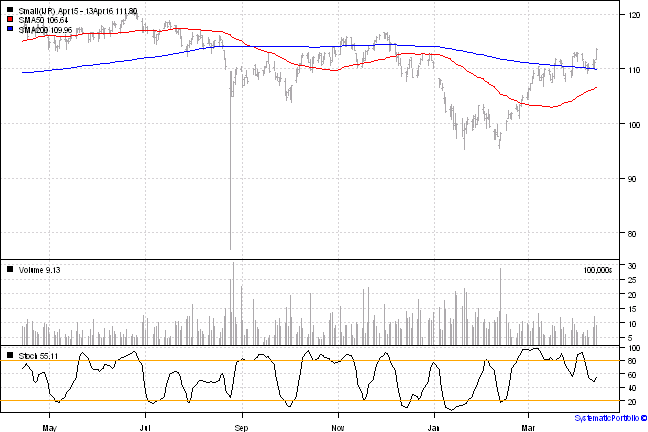 Small(IJR) Apr15 - 13Apr16 111.80
SMA50 106.64
SMA200 109.96
120
110
100
90
80
Volume 9.13
100,000s
30
25
20
15
10
5
Stoch 55.11
100
80
60
40
20
May Jul Sep Nov Jan Mar
SystematicPortfolio ©